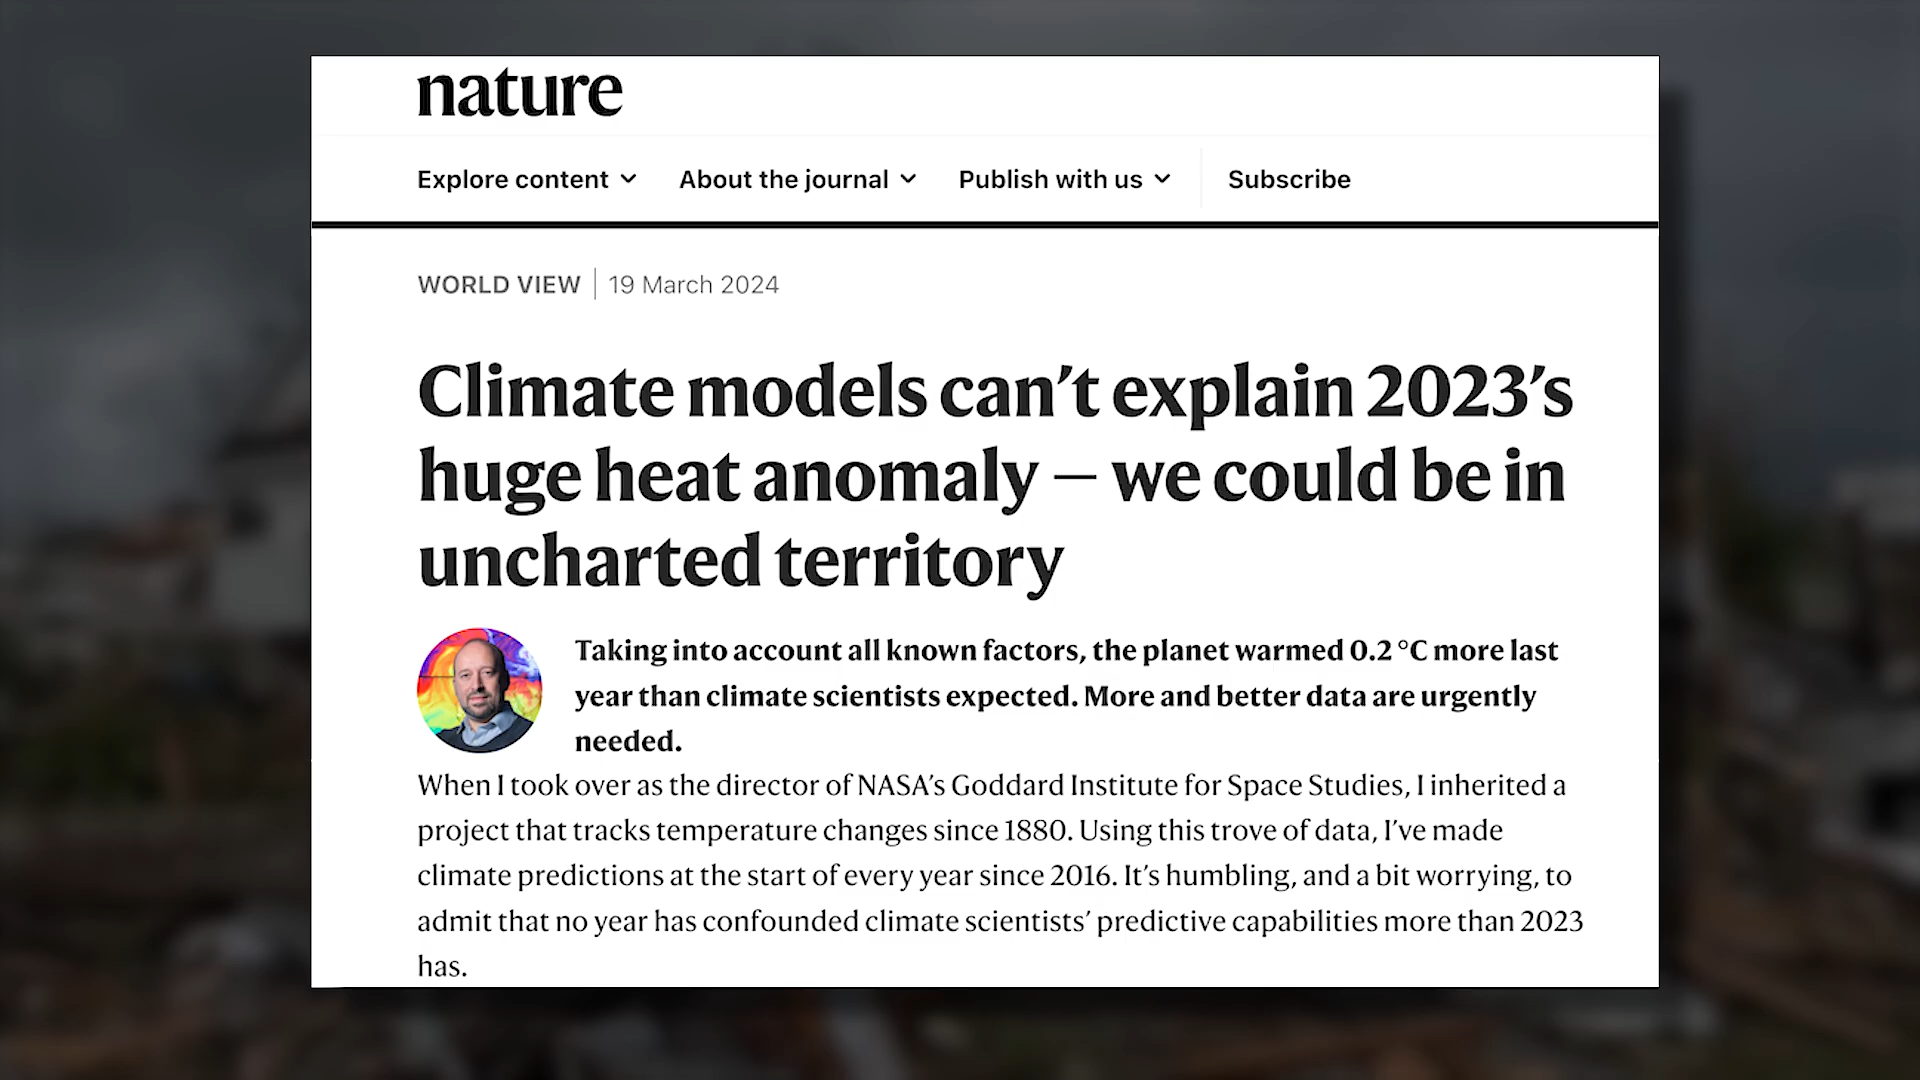 nature
Explore content About the journal Publish with us Subscribe
WORLD VIEW 19 March 2024
Climate models can’t explain 2023’s
huge heat anomaly — we could be in
uncharted territory
Taking into account all known factors, the planet warmed 0.2 °C more last
year than climate scientists expected. More and better data are urgently
needed.
When I took over as the director of NASA’s Goddard Institute for Space Studies, I inherited a
project that tracks temperature changes since 1880. Using this trove of data, I’ve made
climate predictions at the start of every year since 2016. It’s humbling, and a bit worrying, to
admit that no year has confounded climate scientists’ predictive capabilities more than 2023
has.